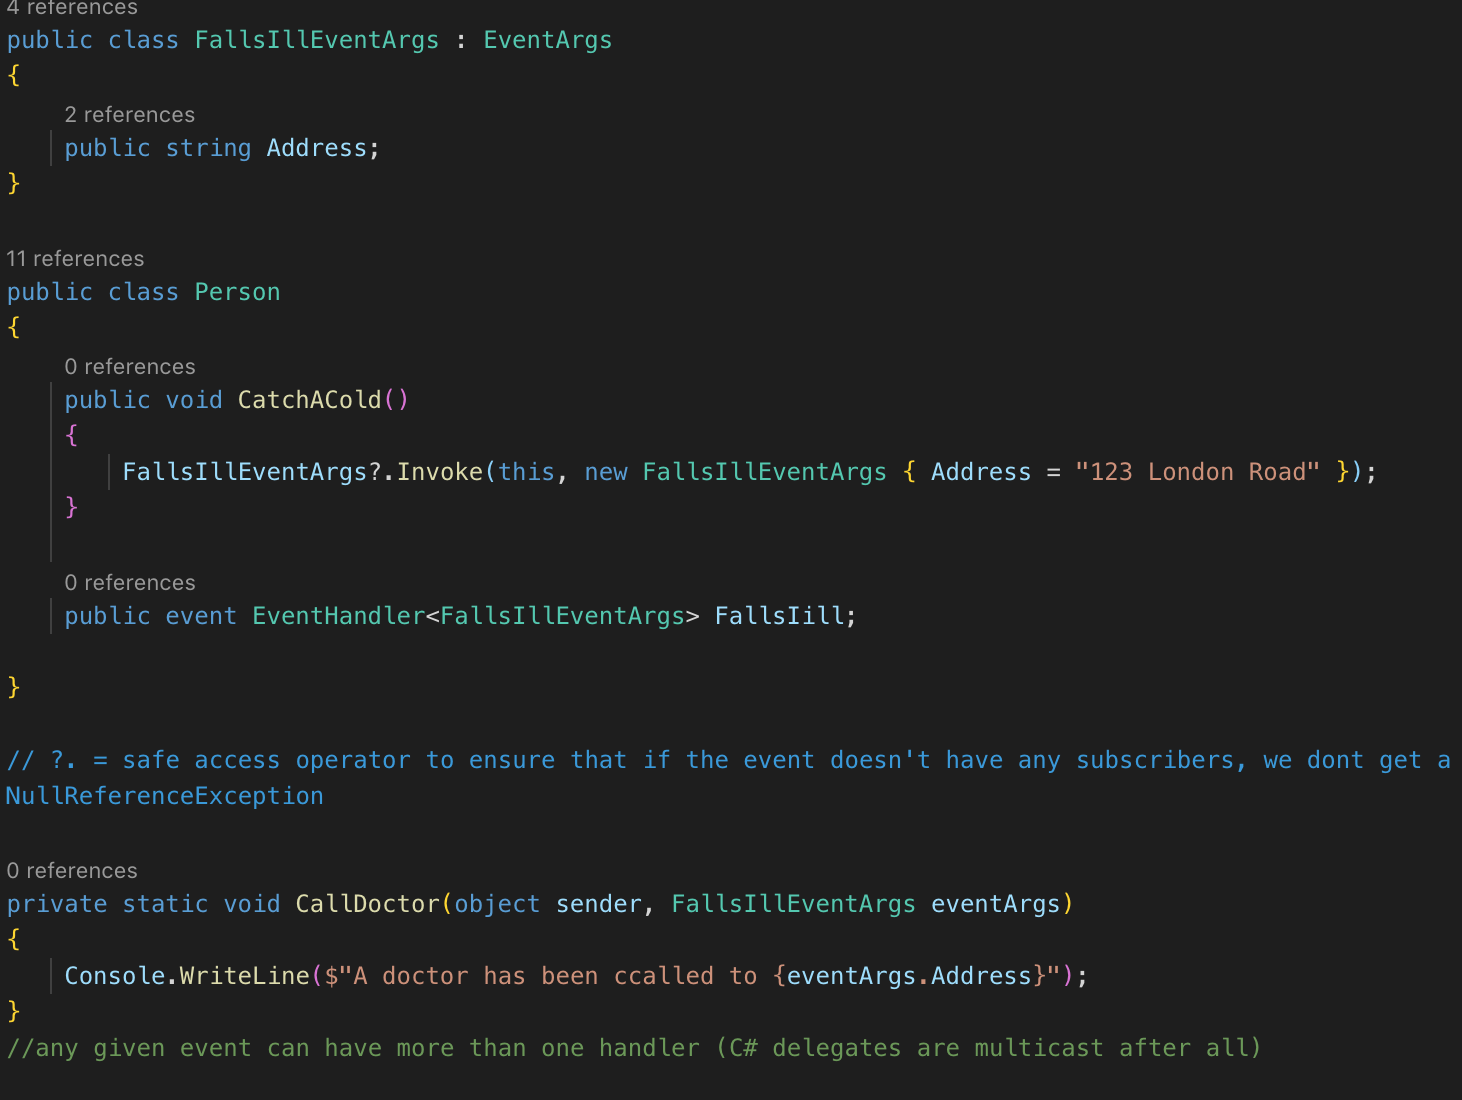 4 references
public class FallsIllEventArgs : EventArgs
{
2 references
public string Address;
}
11 references
public class Person
{
0 references
public void CatchACold()
{
FallsIllEventArgs?.Invoke(this, new FallsIllEventArgs { Address = "123 London Road" });
}
0 references
public event EventHandler<FallsIllEventArgs> FallsIill;
}
// ?. = safe access operator to ensure that if the event doesn't have any subscribers, we dont get a
NullReferenceException
0 references
private static void CallDoctor(object sender, FallsIllEventArgs eventArgs)
{
Console.WriteLine($"A doctor has been ccalled to {eventArgs.Address}");
}
//any given event can have more than one handler (C# delegates are multicast after all)